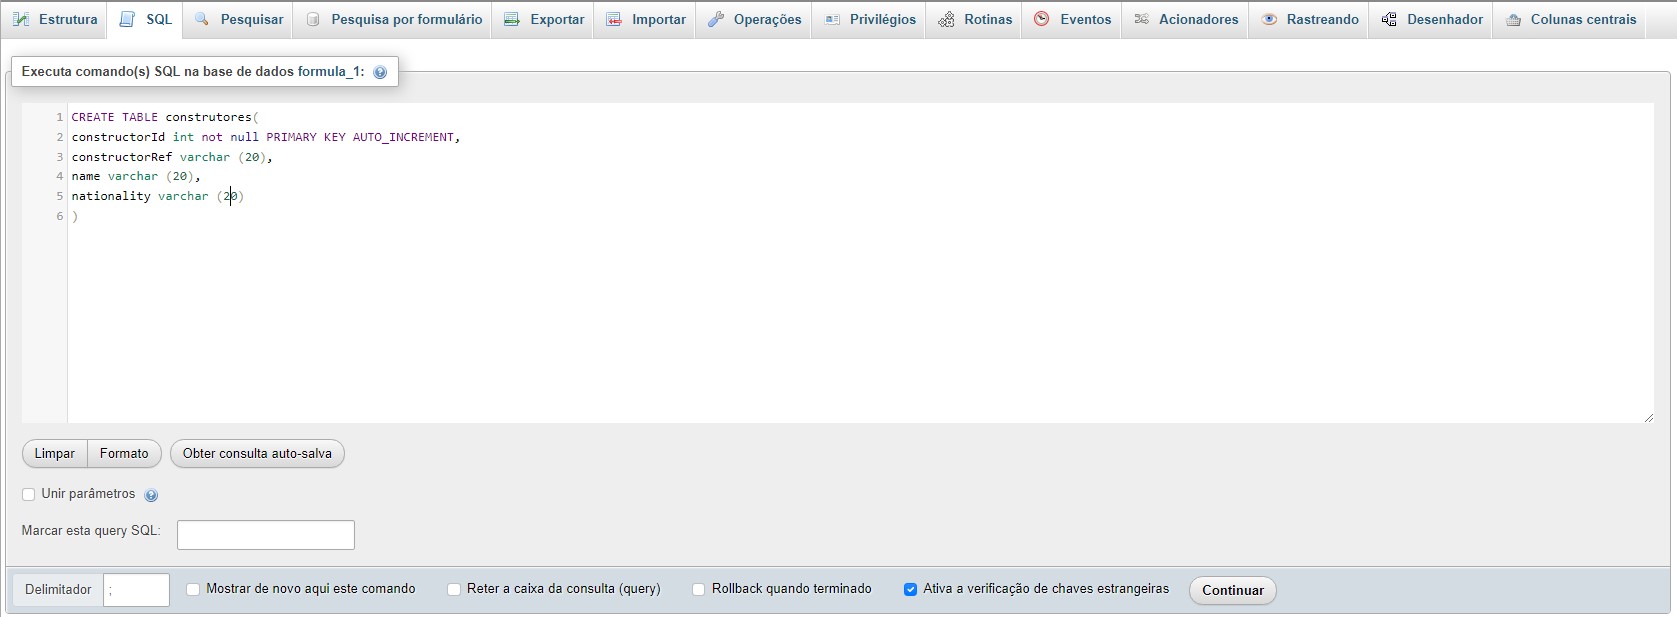 Estrutura SQL Pesquisar Pesquisa por formulário Exportar Importar Operações Privilégios Rotinas Eventos Acionadores Rastreando Desenhador Colunas centrais
Executa comando(s) SQL na base de dados formula_1:
1 CREATE TABLE construtores(
2 constructorId int not null PRIMARY KEY AUTO_INCREMENT,
3 constructorRef varchar (20),
4 name varchar (20),
5 nationality varchar (20)
6 )
Limpar Formato Obter consulta auto-salva
Unir parâmetros
Marcar esta query SQL:
Delimitador ; Mostrar de novo aqui este comando Reter a caixa da consulta (query) Rollback quando terminado Ativa a verificação de chaves estrangeiras Continuar